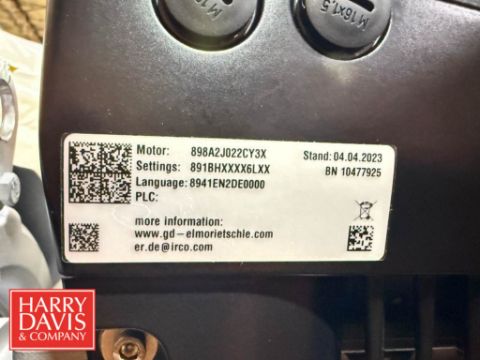 M 16x1,5
Motor: 898A2J022CY3X
Stand: 04.04.2023
Settings: 891BHXXXX6LXX
BN 10477925
Language: 8941EN2DE0000
PLC:
more information:
www.gd-elmorietschle.com
er.de@irco.com
HARRY
DAVIS
& COMPANY